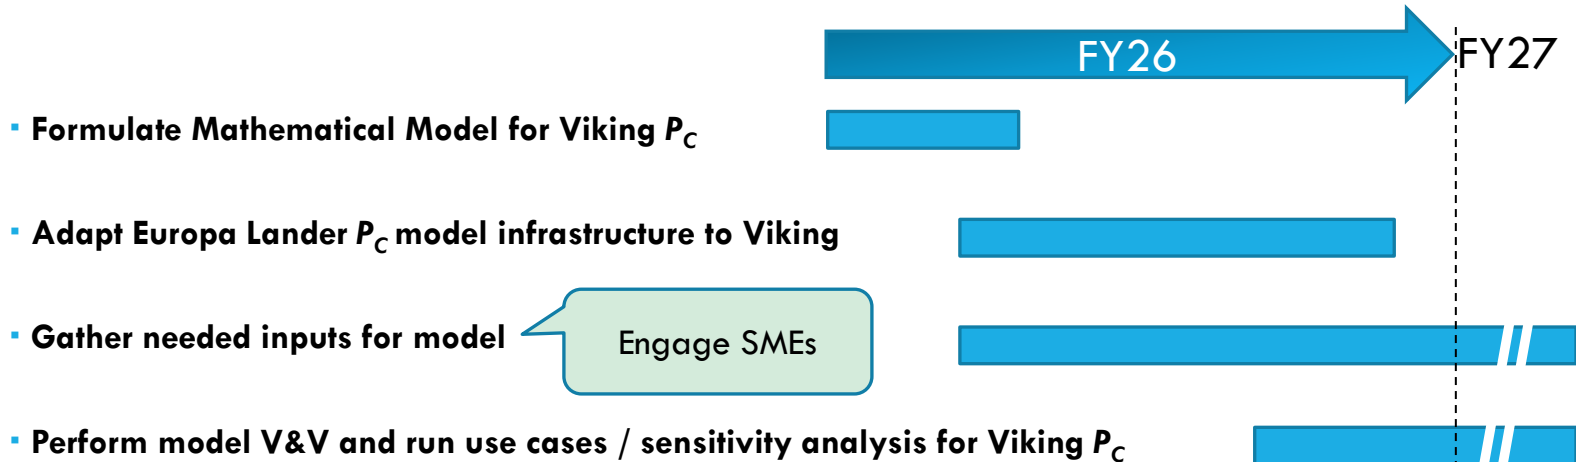 FY26
FY27
▪ Formulate Mathematical Model for Viking PC
▪ Adapt Europa Lander PC model infrastructure to Viking
▪ Gather needed inputs for model
Engage SMEs
▪ Perform model V&V and run use cases / sensitivity analysis for Viking PC